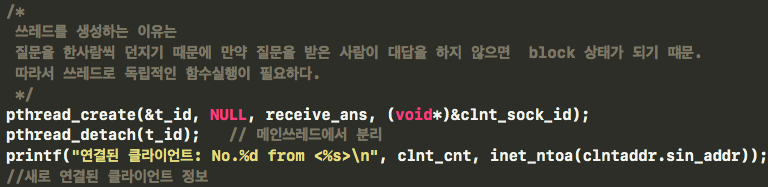 /*
쓰레드를 생성하는 이유는
질문을 한사람씩 던지기 때문에 만약 질문을 받은 사람이 대답을 하지 않으면  block 상태가 되기 때문.
따라서 쓰레드로 독립적인 함수실행이 필요하다.
*/
pthread_create(&t_id, NULL, receive_ans, (void*)&clnt_sock_id);
pthread_detach(t_id);   // 메인쓰레드에서 분리
printf("연결된 클라이언트: No.%d from <%s>\n", clnt_cnt, inet_ntoa(clntaddr.sin_addr));
//새로 연결된 클라이언트 정보